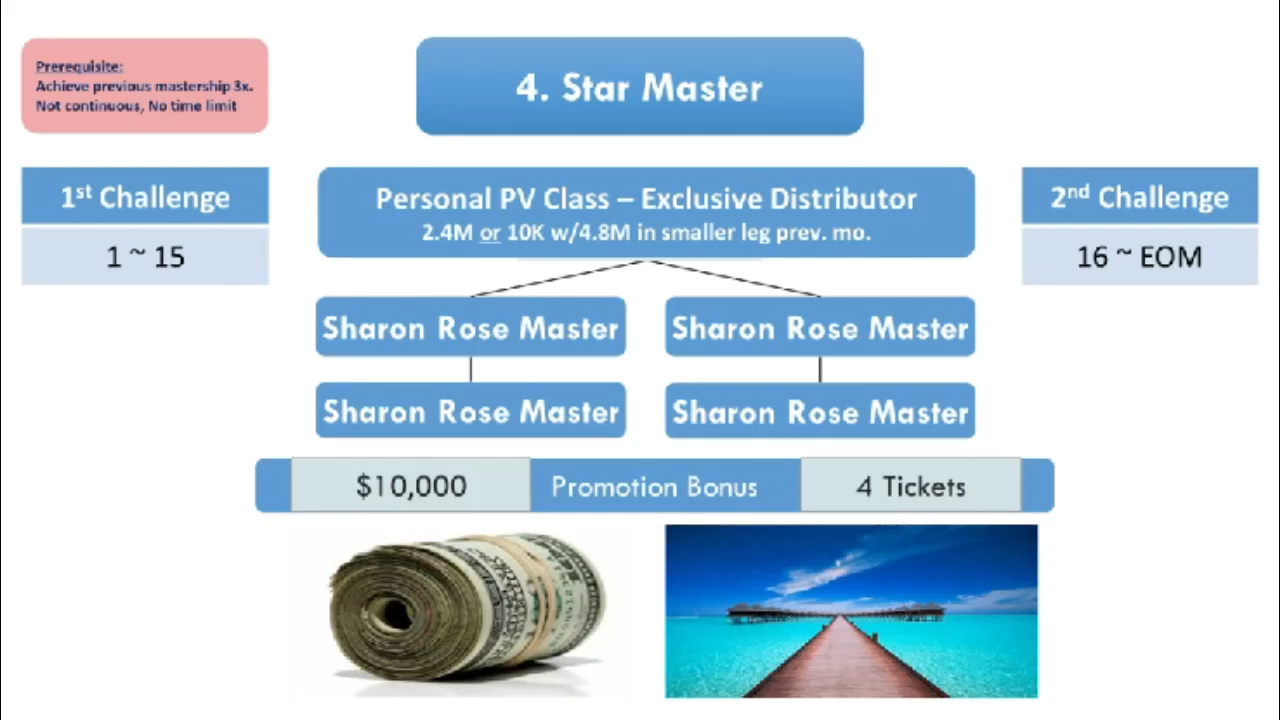 Prerequisite:
Achieve previous mastership 3x.
Not continuous, No time limit
4. Star Master
1st Challenge
1 ~ 15
Personal PV Class – Exclusive Distributor
2.4M or 10K w/4.8M in smaller leg prev. mo.
2nd Challenge
16 ~ EOM
Sharon Rose Master
Sharon Rose Master
Sharon Rose Master
Sharon Rose Master
$10,000
Promotion Bonus
4 Tickets